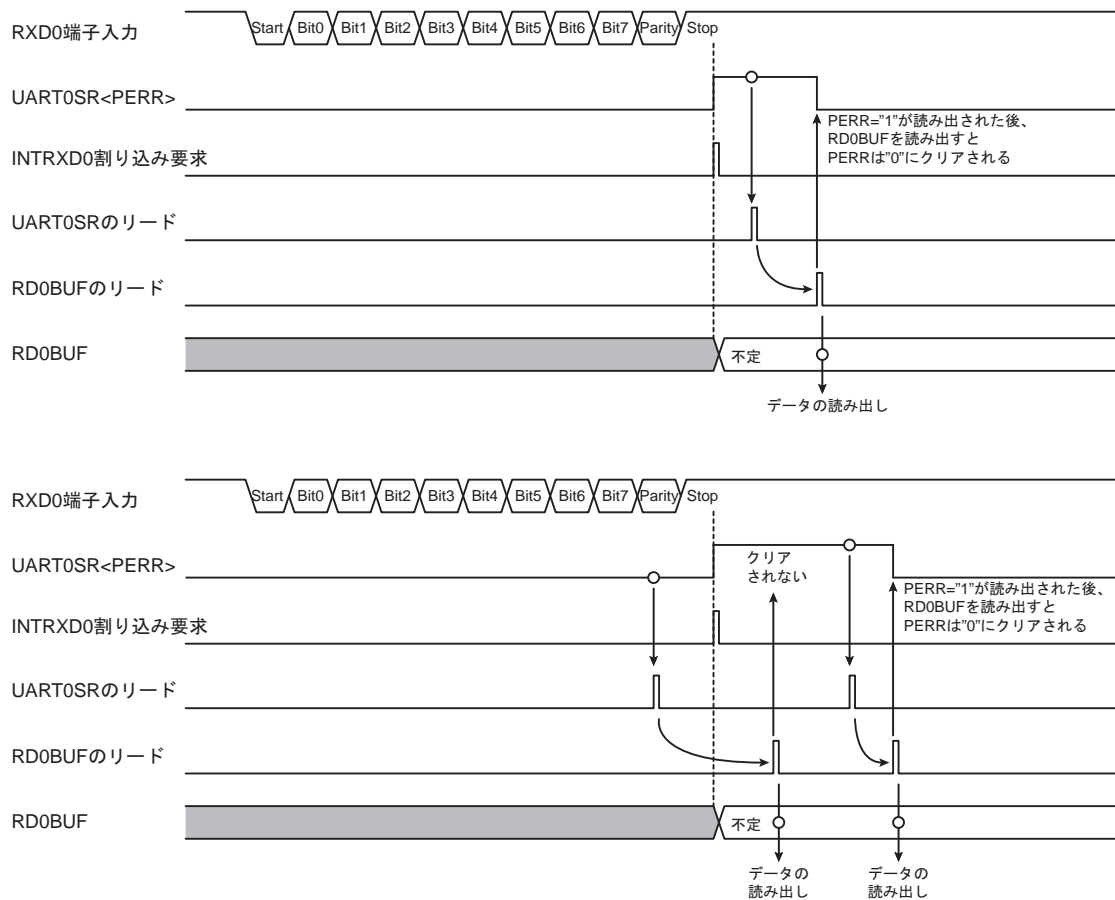 RXD0端子入力
Start Bit0 Bit1 Bit2 Bit3 Bit4 Bit5 Bit6 Bit7 Parity Stop
UART0SR<PERR>
PERR="1"が読み出された後、
RD0BUFを読み出すと
PERRは"0"にクリアされる
INTRXD0割り込み要求
UART0SRのリード
RD0BUFのリード
RD0BUF
不定
データの読み出し
RXD0端子入力
Start Bit0 Bit1 Bit2 Bit3 Bit4 Bit5 Bit6 Bit7 Parity Stop
UART0SR<PERR>
クリア
されない
PERR="1"が読み出された後、
RD0BUFを読み出すと
PERRは"0"にクリアされる
INTRXD0割り込み要求
UART0SRのリード
RD0BUFのリード
RD0BUF
不定
データの
読み出し
データの
読み出し